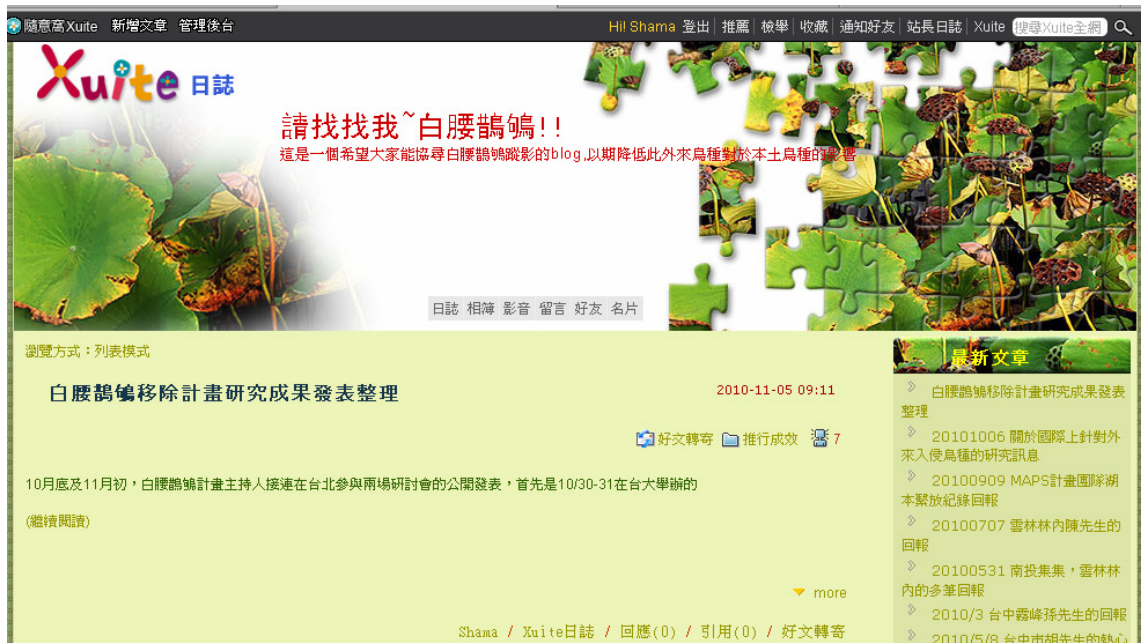 隨意窩Xuite 新增文章 管理後台
Hi! Shama 登出 | 推薦 | 檢舉 | 收藏 | 通知好友 | 站長日誌 | Xuite 搜尋Xuite全網
Xuite 日誌
請找找我~白腰鵲鴝!!
這是一個希望大家能協尋白腰鵲鴝蹤影的blog,以期降低此外來鳥種對於本土鳥種的影響
日誌 相簿 影音 留言 好友 名片
瀏覽方式:列表模式
白腰鵲鴝移除計畫研究成果發表整理
2010-11-05 09:11
好文轉寄 推行成效 7
10月底及11月初,白腰鵲鴝計畫主持人接連在台北參與兩場研討會的公開發表,首先是10/30-31在台大舉辦的
(繼續閱讀)
more
Shama / Xuite日誌 / 回應(0) / 引用(0) / 好文轉寄
最新文章
白腰鵲鴝移除計畫研究成果發表
整理
20101006 關於國際上針對外
來入侵鳥種的研究訊息
20100909 MAPS計畫團隊湖
本繫放紀錄回報
20100707 雲林林內陳先生的
回報
20100531 南投集集,雲林林
內的多筆回報
2010/3 台中霧峰孫先生的回報
2010/5/8 台中市胡先生的熱心